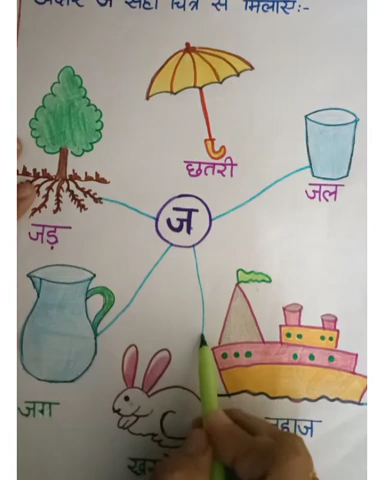 ज सही चित्र से मिलाएं:-
छतरी
जल
ज
जड़
जग